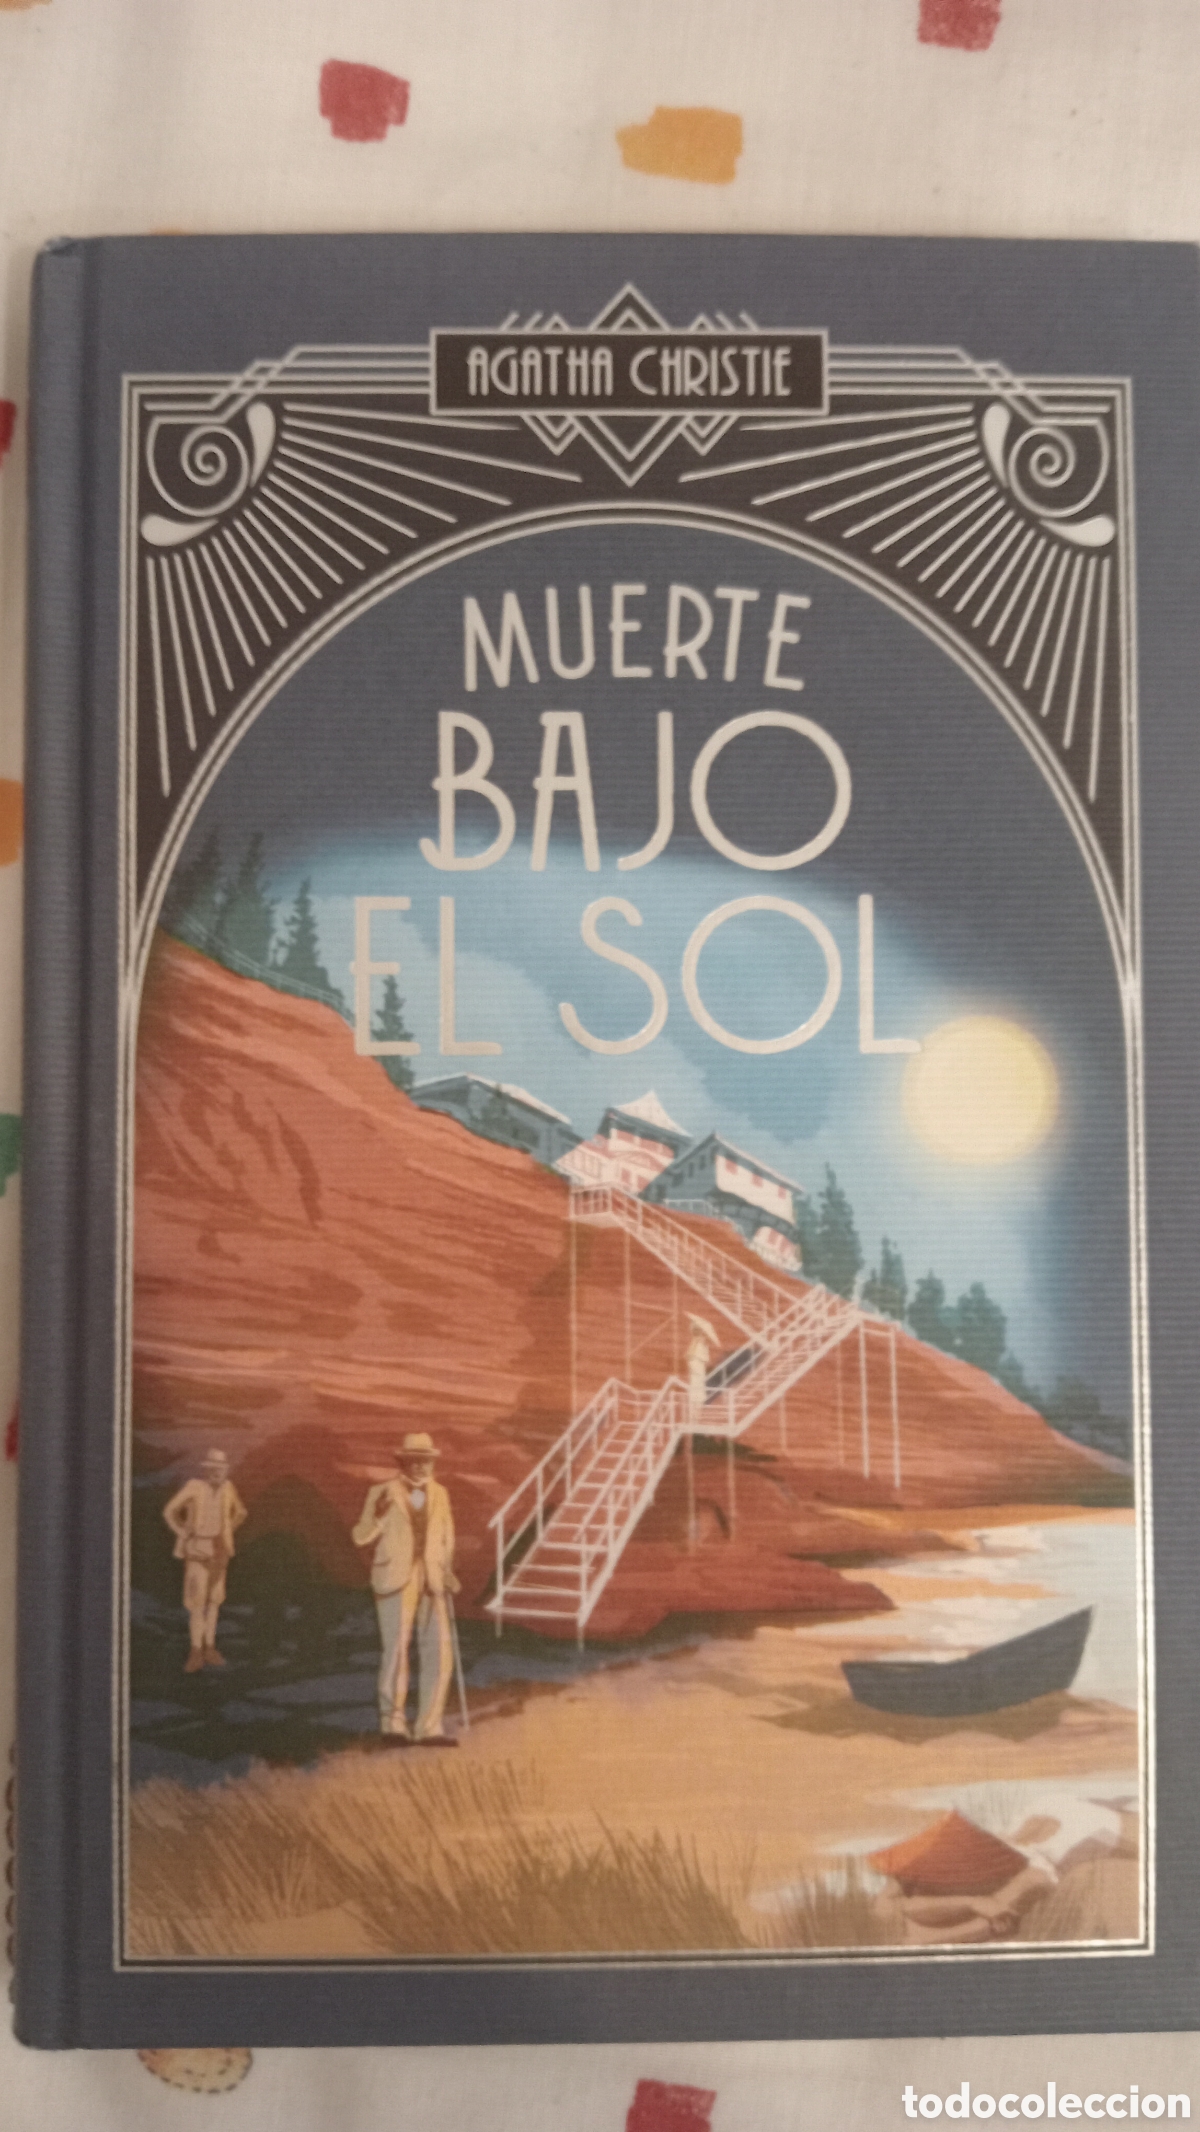 AGATHA CHRISTIE
MUERTE
BAJO
EL SOL
todocoleccion